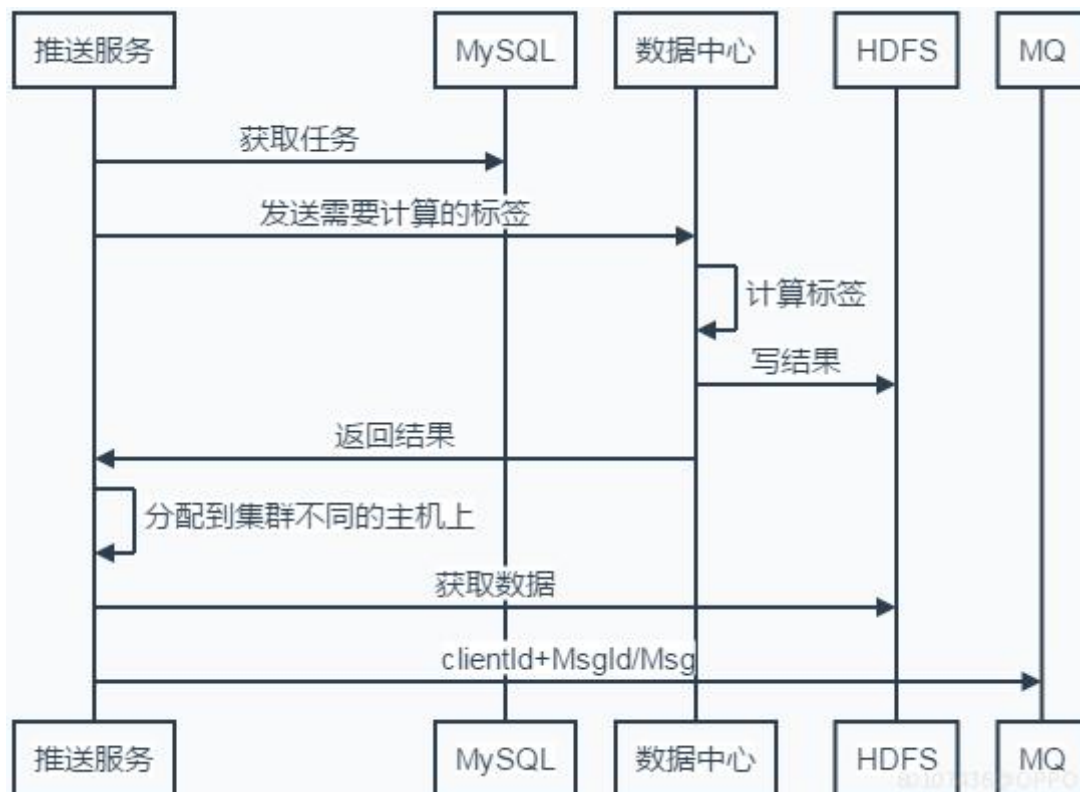 推送服务 MySQL 数据中心 HDFS MQ
获取任务
发送需要计算的标签
计算标签
写结果
返回结果
分配到集群不同的主机上
获取数据
clientId+MsgId/Msg
推送服务 MySQL 数据中心 HDFS MQ